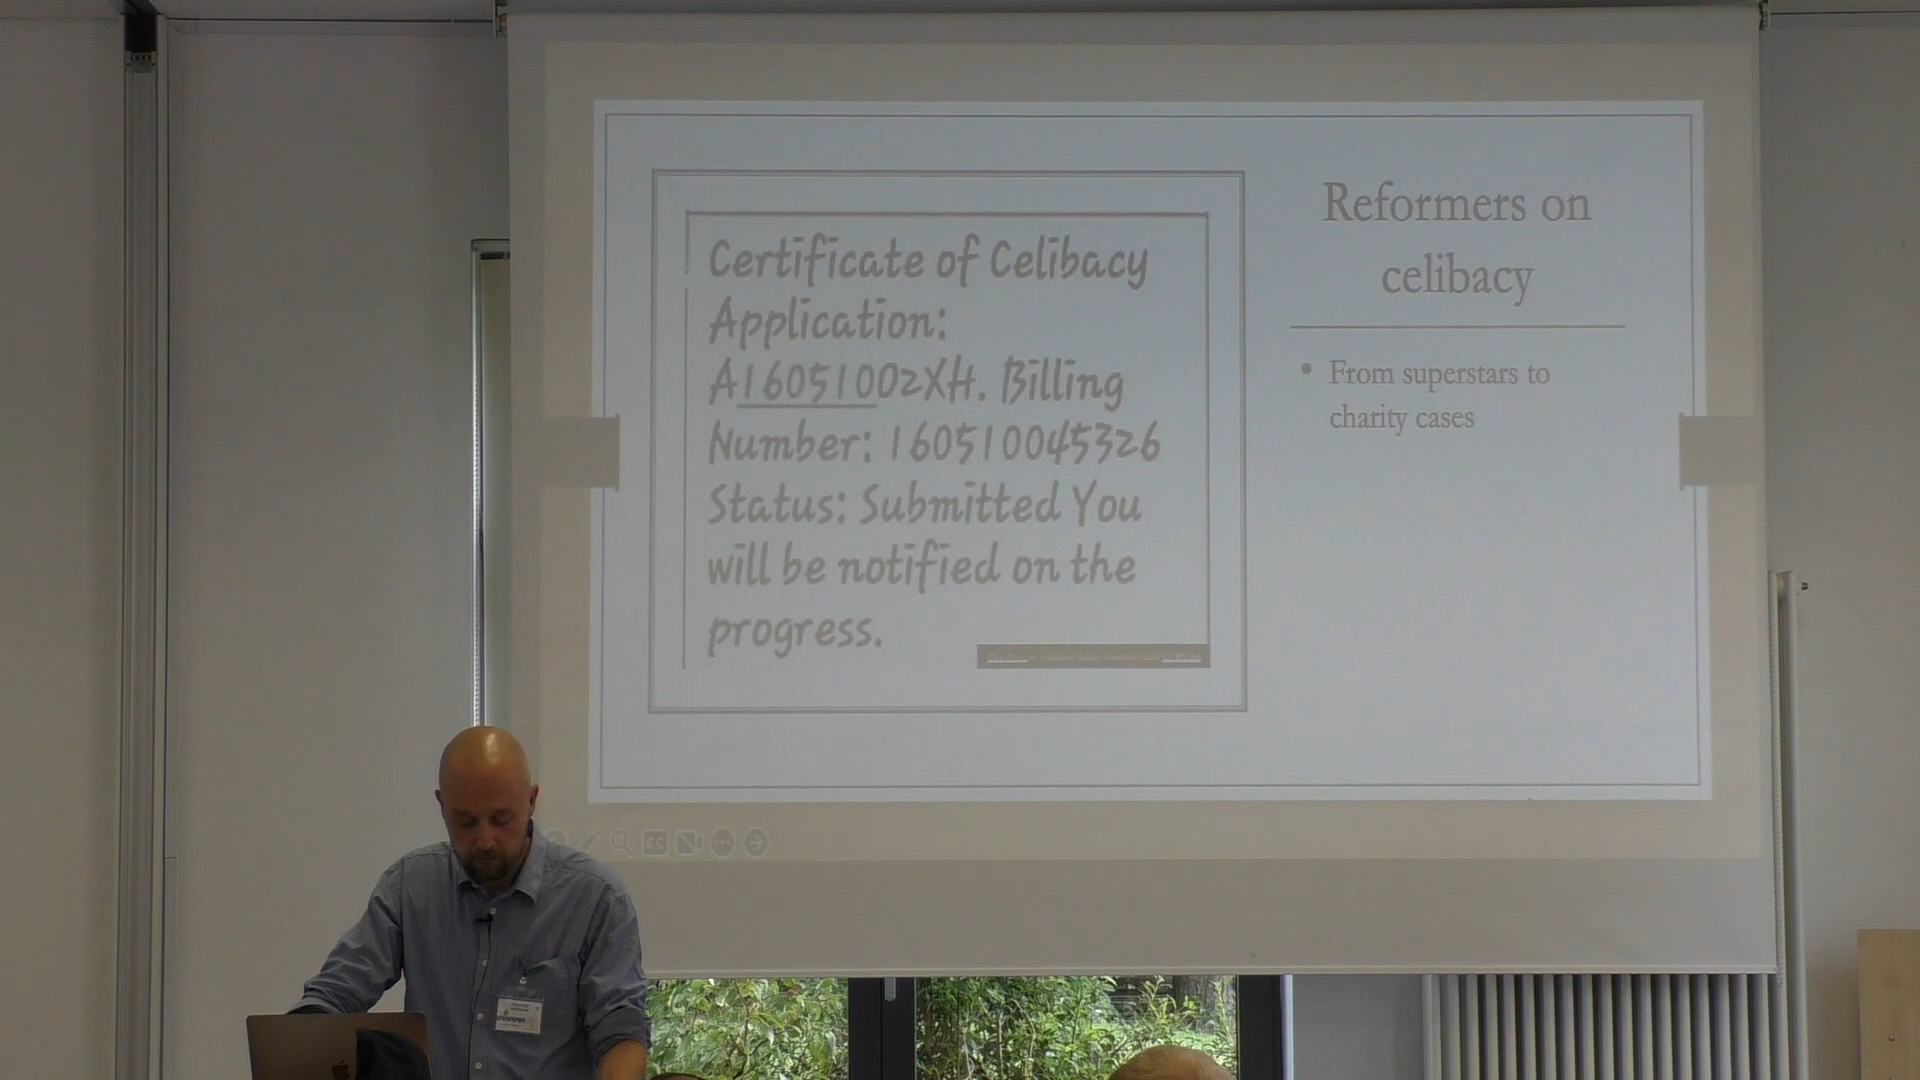 Certificate of Celibacy
Application:
A16051002XH. Billing
Number: 160510045326
Status: Submitted You
will be notified on the
progress.
Reformers on
celibacy
• From superstars to
charity cases
CC